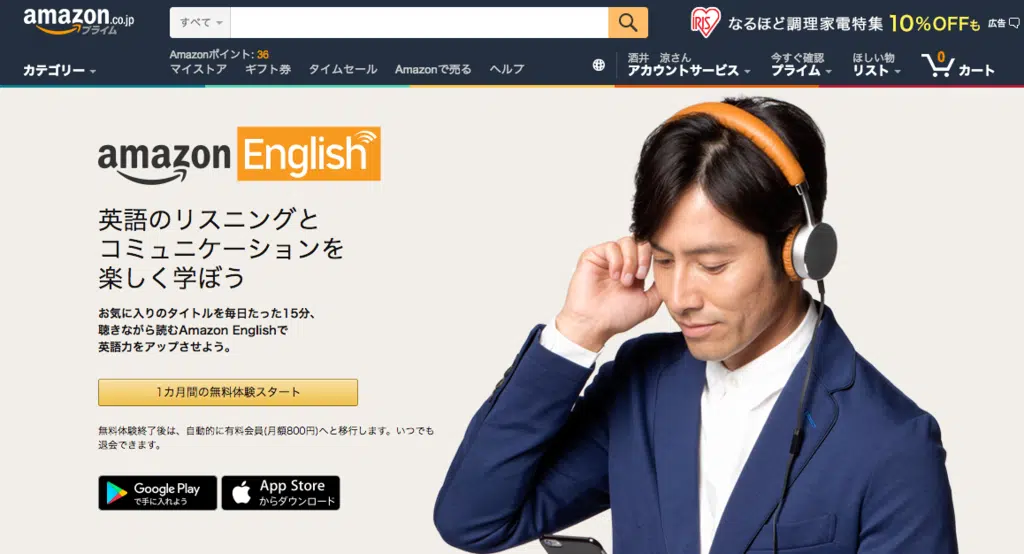 amazon.co.jp
プライム
すべて
IRIS なるほど調理家電特集 10%OFFも 広告
Amazonポイント: 36
カテゴリー
マイストア ギフト券 タイムセール Amazonで売る ヘルプ
酒井 涼さん
アカウントサービス
今すぐ確認
プライム
ほしい物
リスト
0
カート
amazon English
英語のリスニングと
コミュニケーションを
楽しく学ぼう
お気に入りのタイトルを毎日たった15分、
聴きながら読むAmazon Englishで
英語力をアップさせよう。
1カ月間の無料体験スタート
無料体験終了後は、自動的に有料会員(月額800円)へと移行します。いつでも
退会できます。
Google Play
で手に入れよう
App Store
からダウンロード